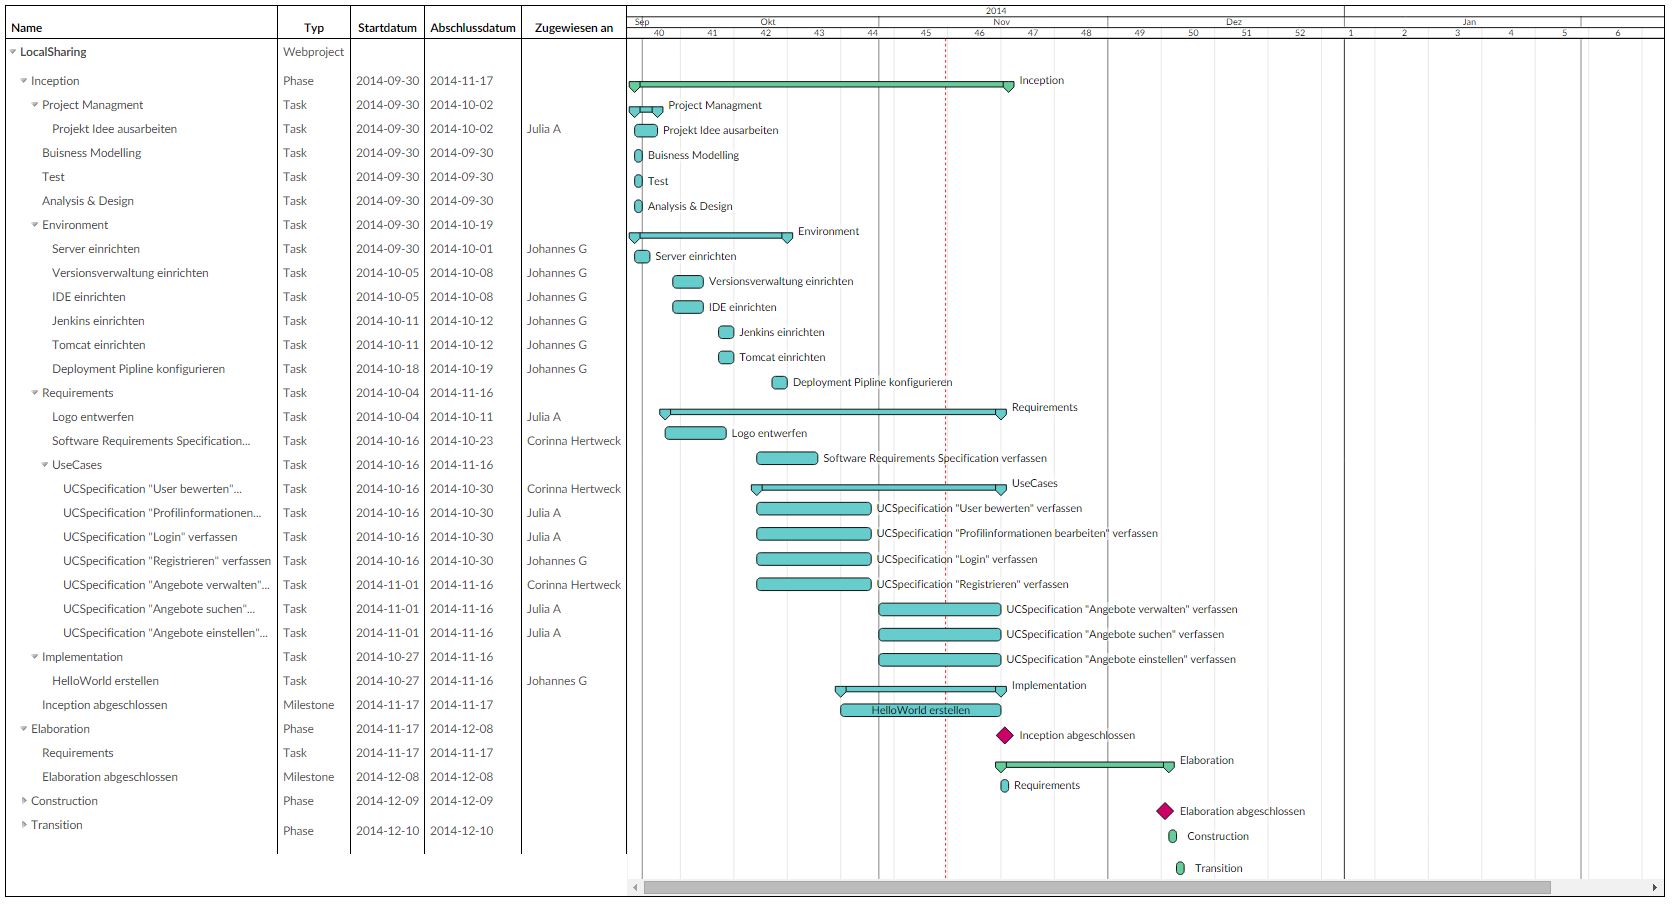 2014
Sep Okt Nov Dez Jan
Name Typ Startdatum Abschlussdatum Zugewiesen an
40 41 42 43 44 45 46 47 48 49 50 51 52 1 2 3 4 5 6
LocalSharing Webproject
Inception Phase 2014-09-30 2014-11-17 Inception
Project Managment Task 2014-09-30 2014-10-02 Project Managment
Projekt Idee ausarbeiten Task 2014-09-30 2014-10-02 Julia A Projekt Idee ausarbeiten
Buisness Modelling Task 2014-09-30 2014-09-30 Buisness Modelling
Test Task 2014-09-30 2014-09-30 Test
Analysis & Design Task 2014-09-30 2014-09-30 Analysis & Design
Environment Task 2014-09-30 2014-10-19 Environment
Server einrichten Task 2014-09-30 2014-10-01 Johannes G Server einrichten
Versionsverwaltung einrichten Task 2014-10-05 2014-10-08 Johannes G Versionsverwaltung einrichten
IDE einrichten Task 2014-10-05 2014-10-08 Johannes G IDE einrichten
Jenkins einrichten Task 2014-10-11 2014-10-12 Johannes G Jenkins einrichten
Tomcat einrichten Task 2014-10-11 2014-10-12 Johannes G Tomcat einrichten
Deployment Pipline konfigurieren Task 2014-10-18 2014-10-19 Johannes G Deployment Pipline konfigurieren
Requirements Task 2014-10-04 2014-11-16 Requirements
Logo entwerfen Task 2014-10-04 2014-10-11 Julia A Logo entwerfen
Software Requirements Specification... Task 2014-10-16 2014-10-23 Corinna Hertweck Software Requirements Specification verfassen
UseCases Task 2014-10-16 2014-11-16 UseCases
UCSpecification "User bewerten"... Task 2014-10-16 2014-10-30 Corinna Hertweck UCSpecification "User bewerten" verfassen
UCSpecification "Profilinformationen... Task 2014-10-16 2014-10-30 Julia A UCSpecification "Profilinformationen bearbeiten" verfassen
UCSpecification "Login" verfassen Task 2014-10-16 2014-10-30 Julia A UCSpecification "Login" verfassen
UCSpecification "Registrieren" verfassen Task 2014-10-16 2014-10-30 Johannes G UCSpecification "Registrieren" verfassen
UCSpecification "Angebote verwalten"... Task 2014-11-01 2014-11-16 Corinna Hertweck UCSpecification "Angebote verwalten" verfassen
UCSpecification "Angebote suchen"... Task 2014-11-01 2014-11-16 Julia A UCSpecification "Angebote suchen" verfassen
UCSpecification "Angebote einstellen"... Task 2014-11-01 2014-11-16 Julia A UCSpecification "Angebote einstellen" verfassen
Implementation Task 2014-10-27 2014-11-16 Implementation
HelloWorld erstellen Task 2014-10-27 2014-11-16 Johannes G HelloWorld erstellen
Inception abgeschlossen Milestone 2014-11-17 2014-11-17 Inception abgeschlossen
Elaboration Phase 2014-11-17 2014-12-08 Elaboration
Requirements Task 2014-11-17 2014-11-17 Requirements
Elaboration abgeschlossen Milestone 2014-12-08 2014-12-08 Elaboration abgeschlossen
Construction Phase 2014-12-09 2014-12-09 Construction
Transition Phase 2014-12-10 2014-12-10 Transition